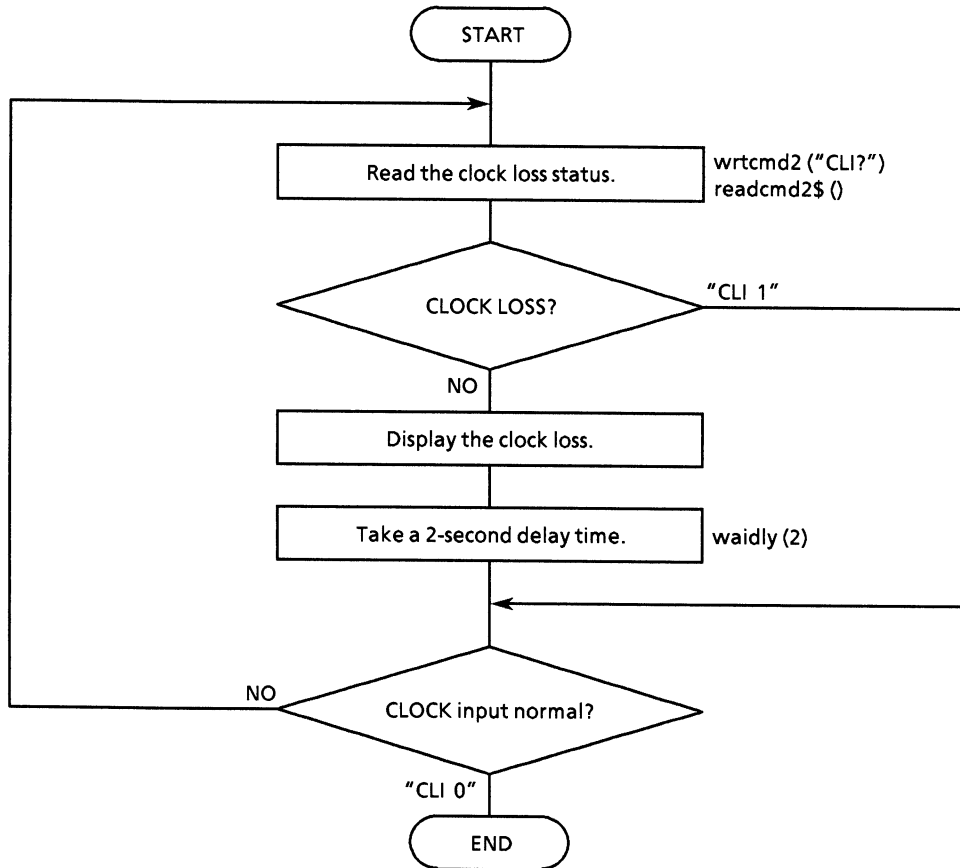 START
Read the clock loss status.
wrtcmd2 ("CLI?")
readcmd2$ ()
CLOCK LOSS?
"CLI 1"
NO
Display the clock loss.
Take a 2-second delay time.
waidly (2)
NO
CLOCK input normal?
"CLI 0"
END